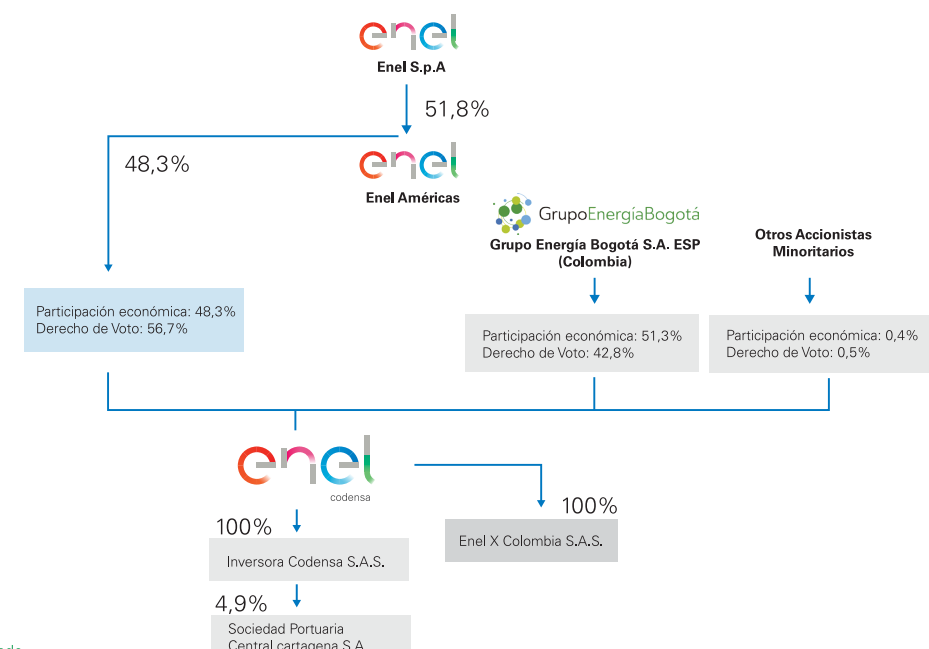 enel
Enel S.p.A
51,8%
48,3%
enel
Enel Américas
GrupoEnergíaBogotá
Grupo Energía Bogotá S.A. ESP
(Colombia)
Otros Accionistas
Minoritarios
Participación económica: 48,3%
Derecho de Voto: 56,7%
Participación económica: 51,3%
Derecho de Voto: 42,8%
Participación económica: 0,4%
Derecho de Voto: 0,5%
enel
codensa
100%
Inversora Codensa S.A.S.
100%
Enel X Colombia S.A.S.
4,9%
Sociedad Portuaria
Central cartagena S.A.